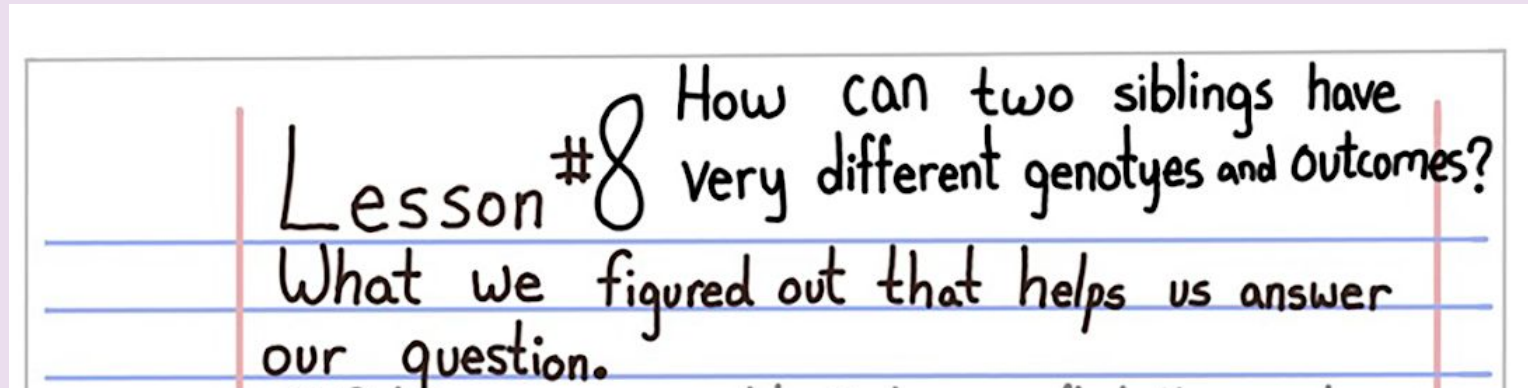 How can two siblings have
Lesson #8 very different genotyes and outcomes?
What we figured out that helps us answer
our question.